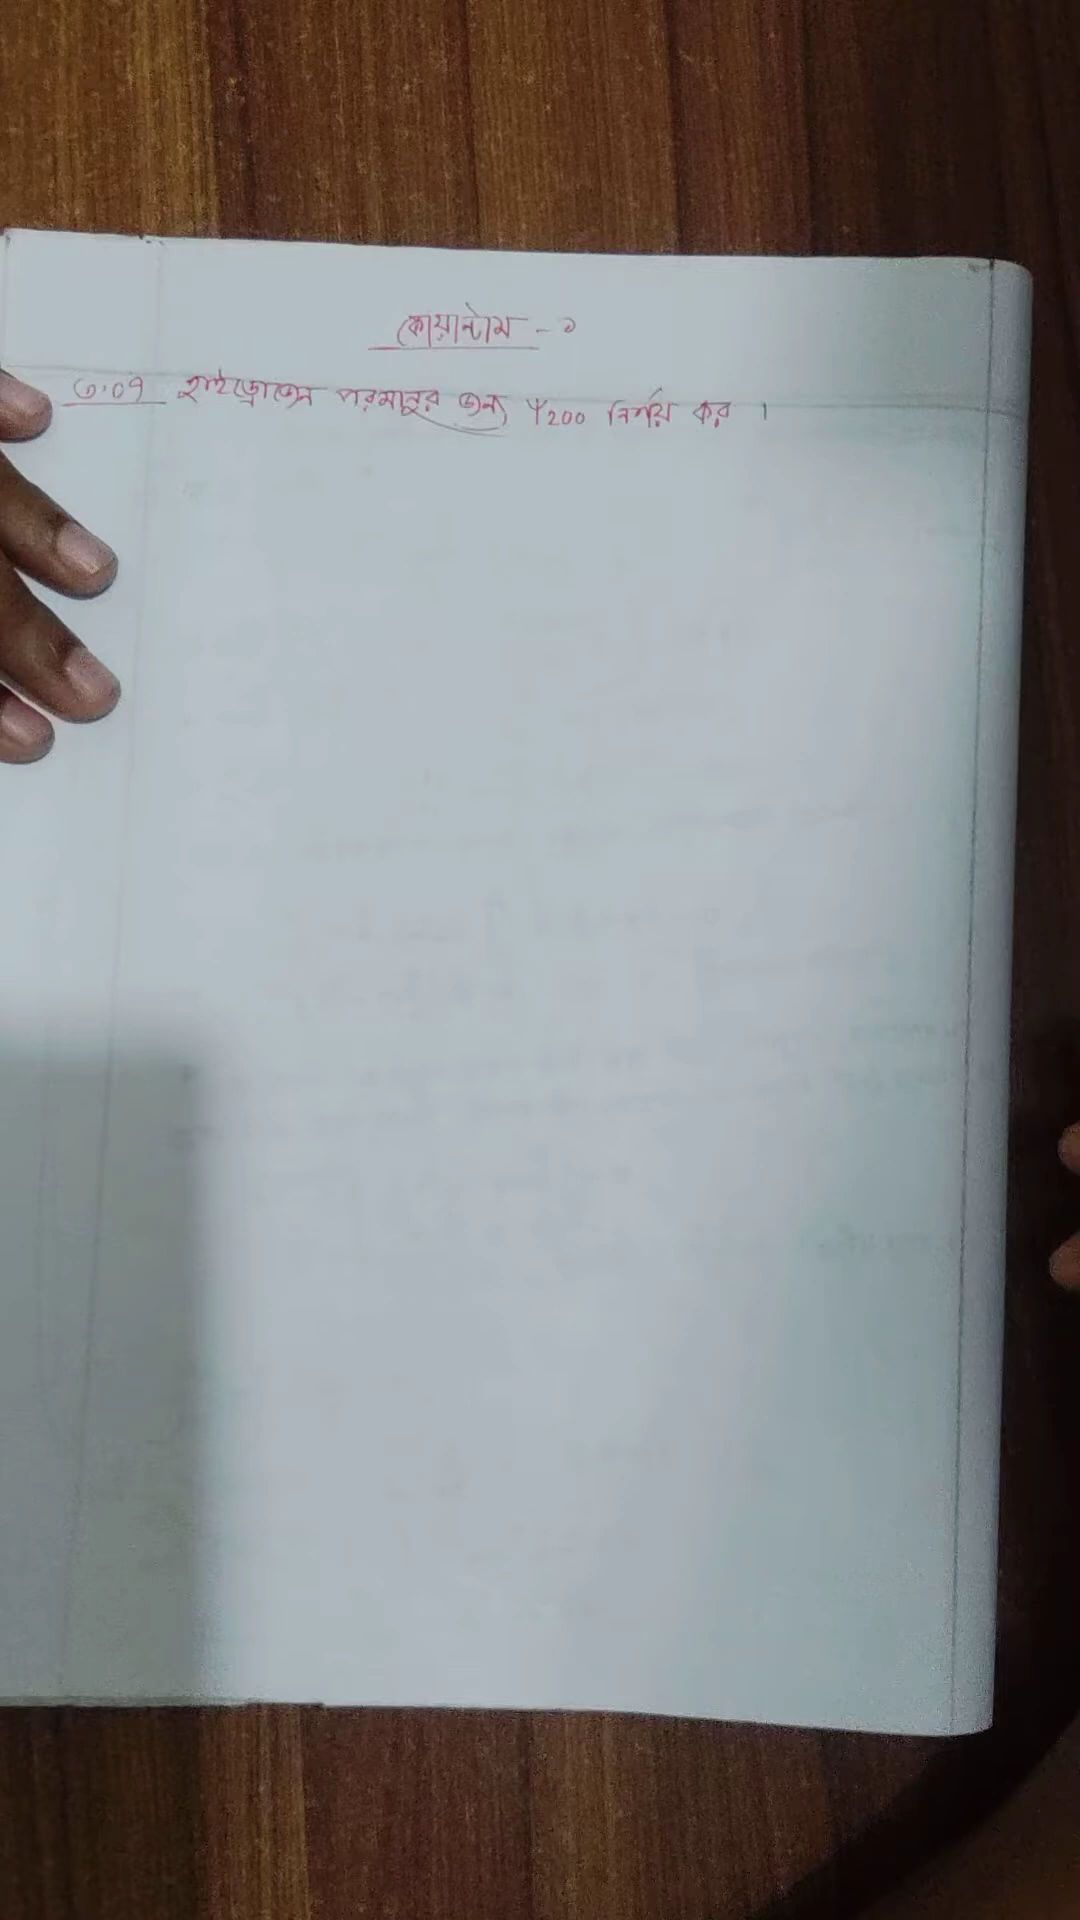 কোয়ান্টাম - ১
৩.০৭ হাইড্রোজেন পরমানুর জন্য Ψ200 নির্ণয় কর ।